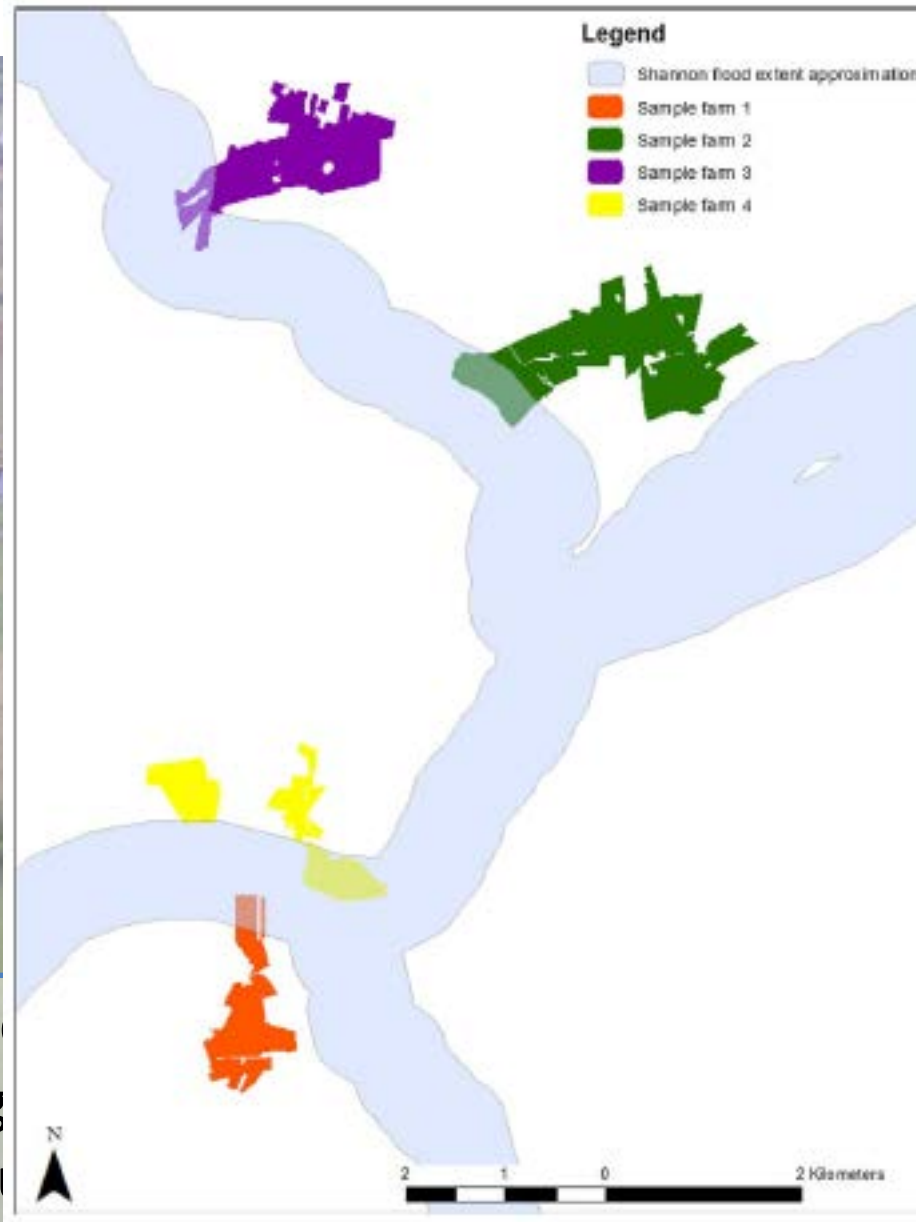 Legend
Shannon flood extent approximation
Sample farm 1
Sample farm 2
Sample farm 3
Sample farm 4
N
2 1 0 2 Kilometers